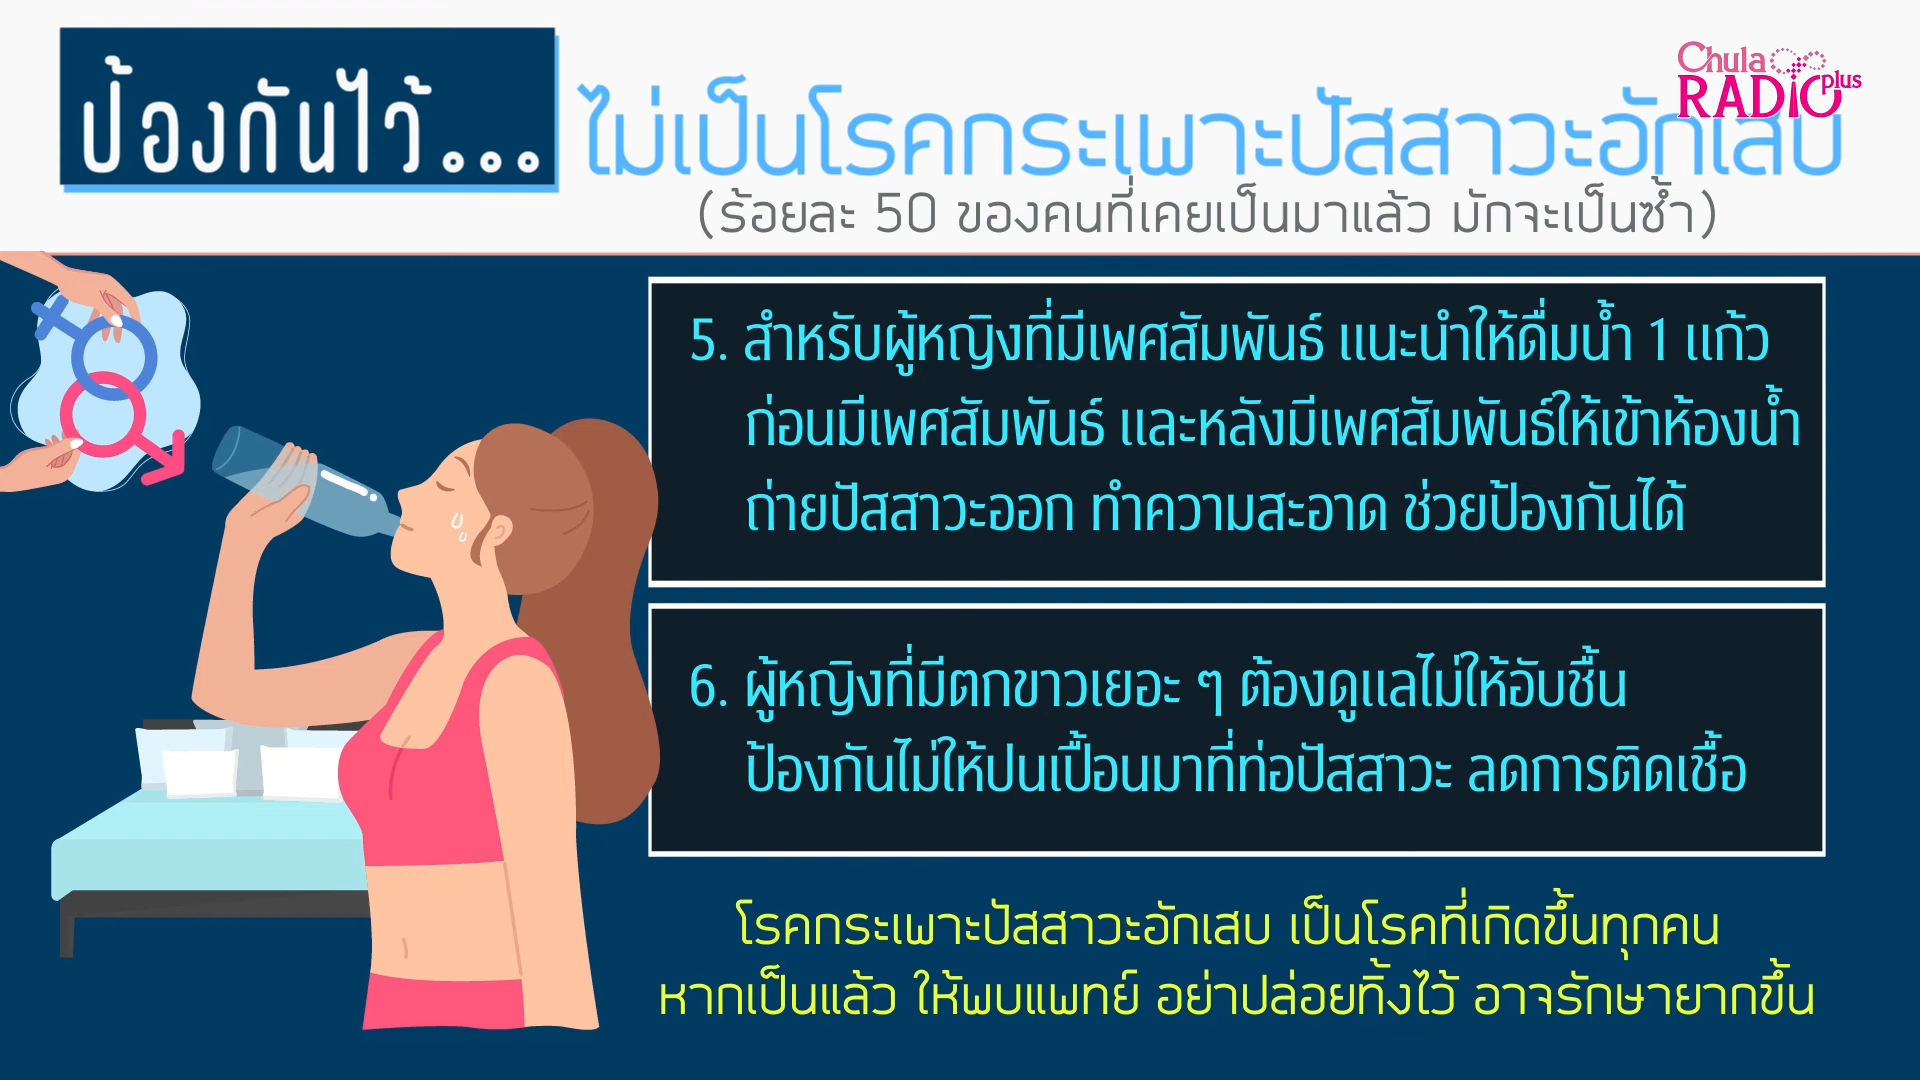 ป้องกันไว้...
ไม่เป็นโรคกระเพาะปัสสาวะอักเสบ
Chula
RADIO plus
(ร้อยละ 50 ของคนที่เคยเป็นมาแล้ว มักจะเป็นซ้ำ)
5. สำหรับผู้หญิงที่มีเพศสัมพันธ์ แนะนำให้ดื่มน้ำ 1 แก้ว
ก่อนมีเพศสัมพันธ์ และหลังมีเพศสัมพันธ์ให้เข้าห้องน้ำ
ถ่ายปัสสาวะออก ทำความสะอาด ช่วยป้องกันได้
6. ผู้หญิงที่มีตกขาวเยอะ ๆ ต้องดูแลไม่ให้อับชื้น
ป้องกันไม่ให้ปนเปื้อนมาที่ท่อปัสสาวะ ลดการติดเชื้อ
โรคกระเพาะปัสสาวะอักเสบ เป็นโรคที่เกิดขึ้นทุกคน
หากเป็นแล้ว ให้พบแพทย์ อย่าปล่อยทิ้งไว้ อาจรักษายากขึ้น